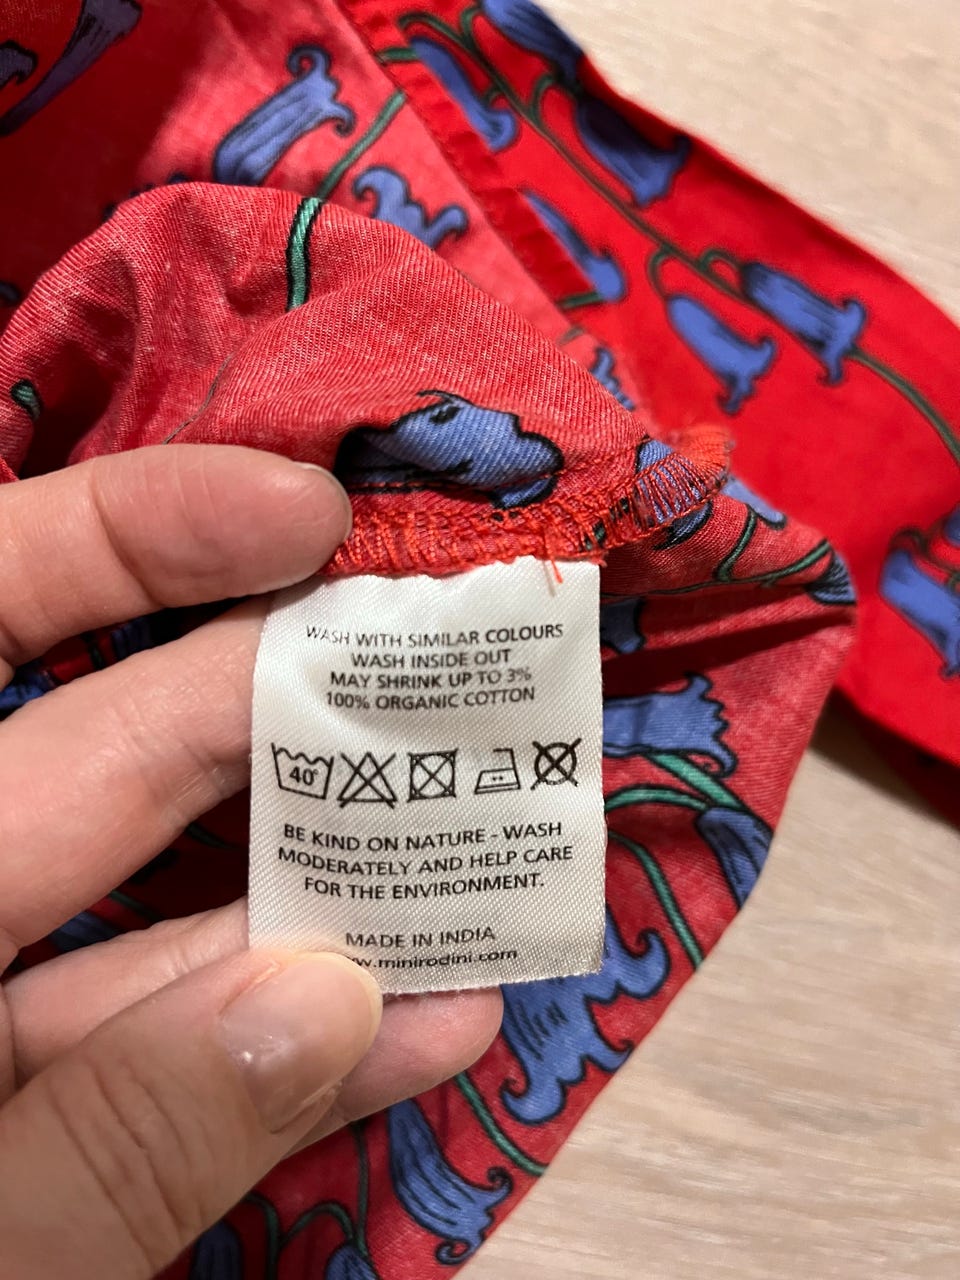 WASH WITH SIMILAR COLOURS
WASH INSIDE OUT
MAY SHRINK UP TO 3%
100% ORGANIC COTTON
40°
BE KIND ON NATURE - WASH
MODERATELY AND HELP CARE
FOR THE ENVIRONMENT.
MADE IN INDIA
w.minirodini.com